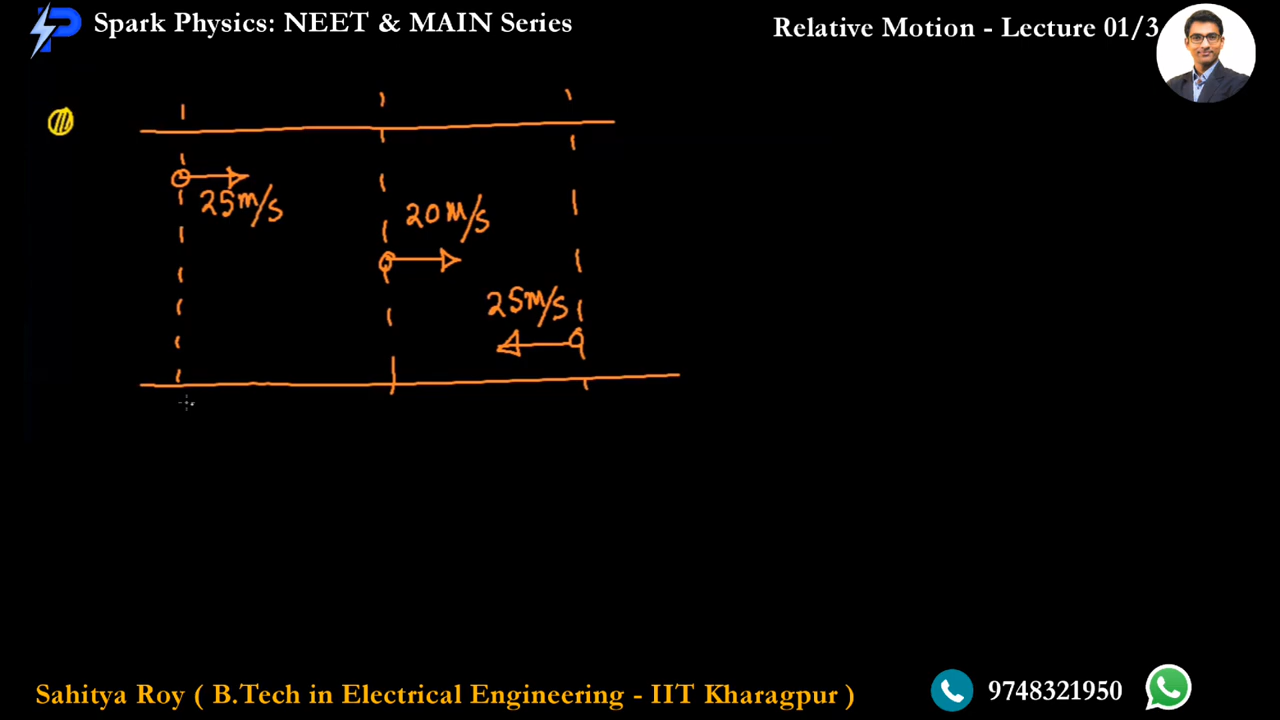 Spark Physics: NEET & MAIN Series
Relative Motion - Lecture 01/3
25m/s
20m/s
25m/s
Sahitya Roy ( B.Tech in Electrical Engineering - IIT Kharagpur )
9748321950